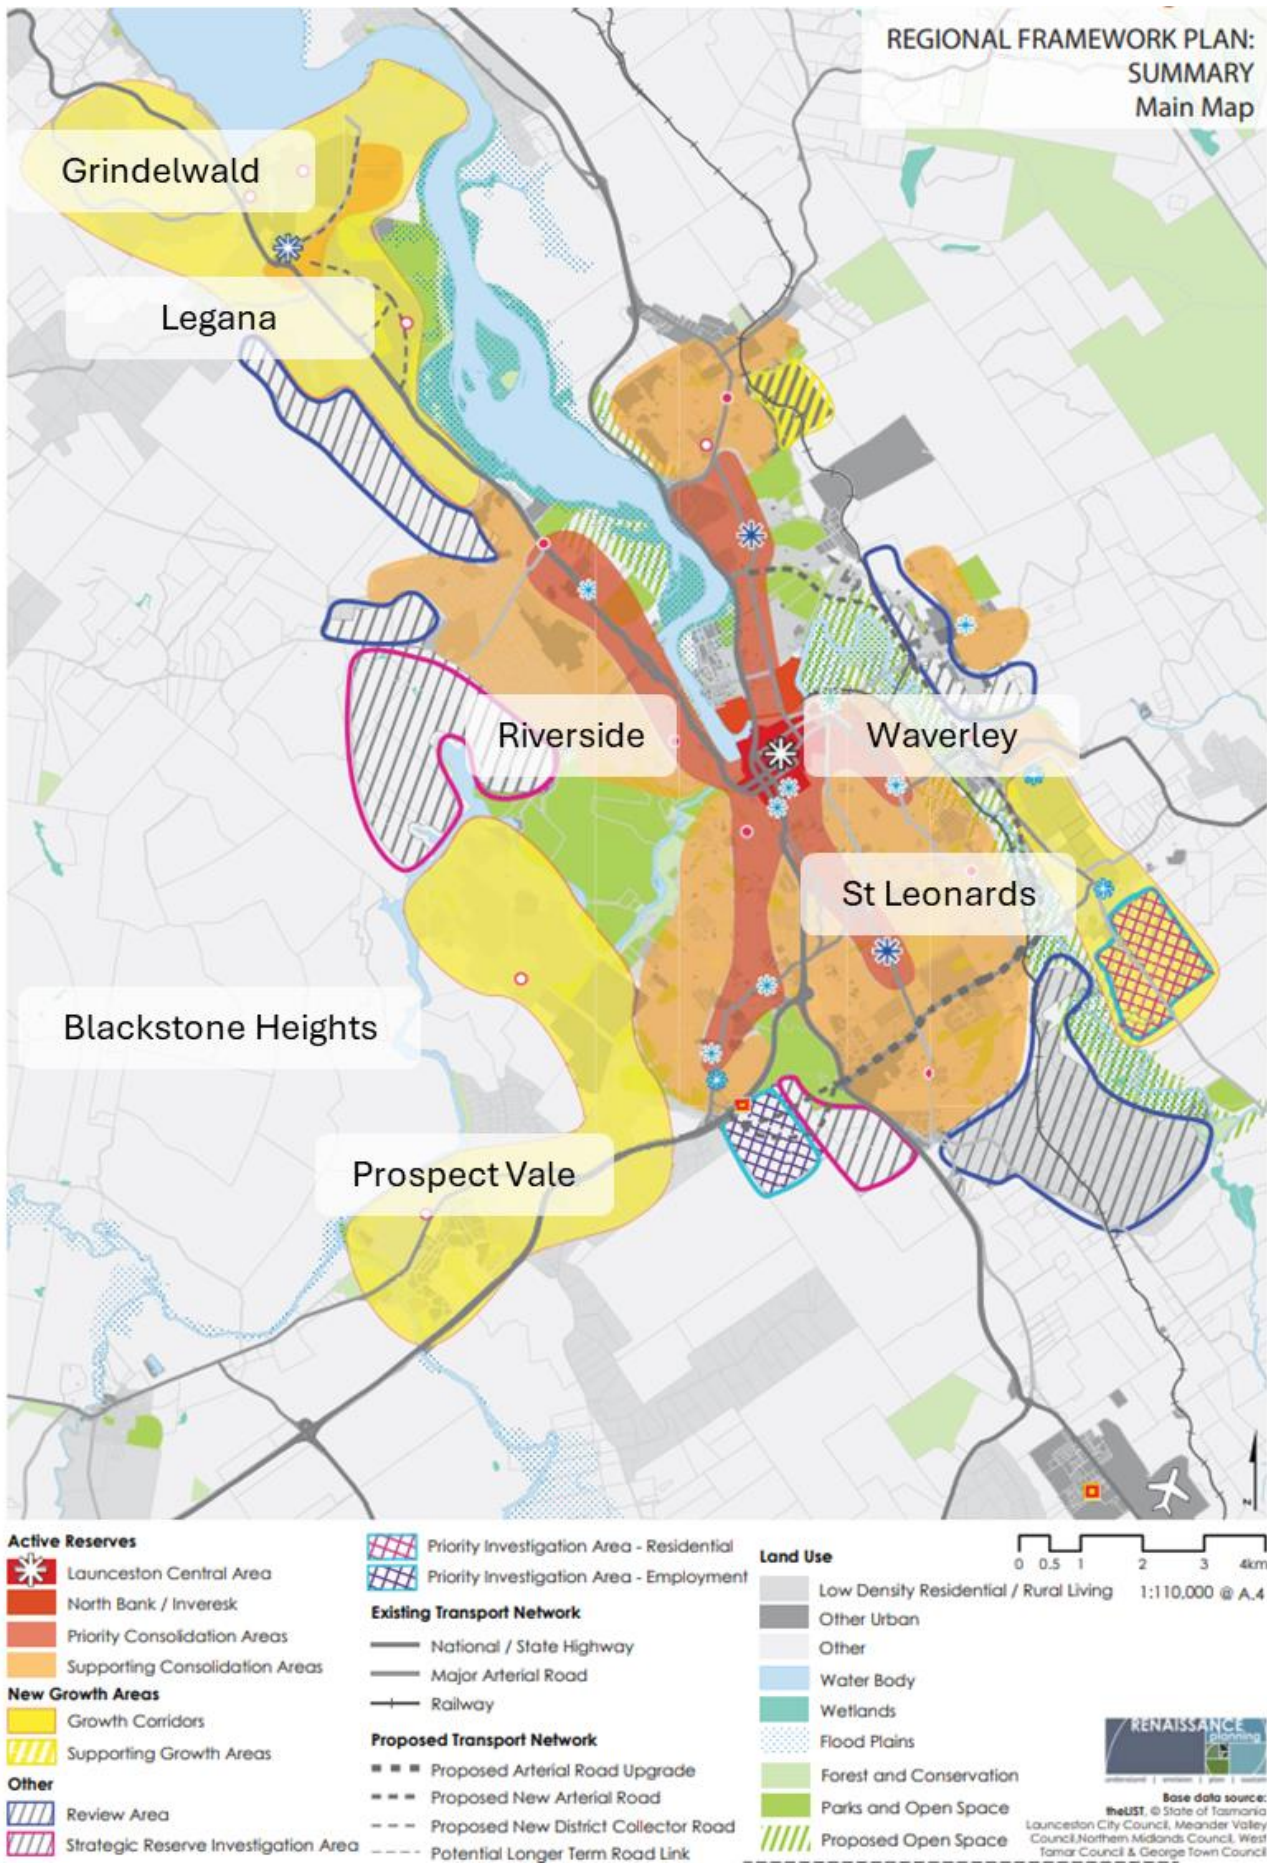 REGIONAL FRAMEWORK PLAN:
SUMMARY
Main Map
Grindelwald
Legana
Riverside
Waverley
St Leonards
Blackstone Heights
Prospect Vale
Active Reserves
Launceston Central Area
North Bank / Inveresk
Priority Consolidation Areas
Supporting Consolidation Areas
New Growth Areas
Growth Corridors
Supporting Growth Areas
Other
Review Area
Strategic Reserve Investigation Area
Priority Investigation Area - Residential
Priority Investigation Area - Employment
Existing Transport Network
National / State Highway
Major Arterial Road
Railway
Proposed Transport Network
Proposed Arterial Road Upgrade
Proposed New Arterial Road
Proposed New District Collector Road
Potential Longer Term Road Link
Land Use
Low Density Residential / Rural Living
Other Urban
Other
Water Body
Wetlands
Flood Plains
Forest and Conservation
Parks and Open Space
Proposed Open Space
N
0 0.5 1 2 3 4km
1:110,000 @ A.4
RENAISSANCE
planning
Base data source:
theLIST, © State of Tasmania
Launceston City Council, Meander Valley
Council,Northern Midlands Council, West
Tamar Council & George Town Council